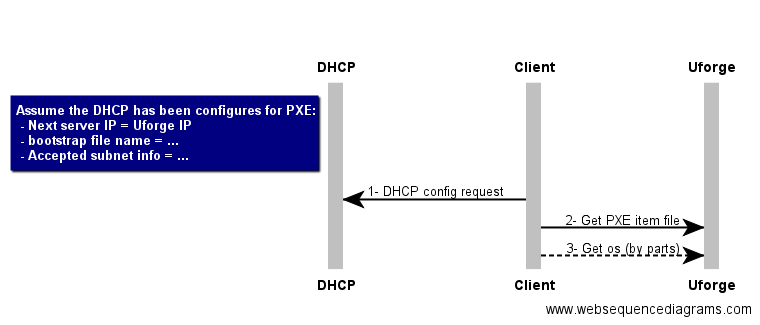 DHCP
Client
Uforge
Assume the DHCP has been configures for PXE:
- Next server IP = Uforge IP
- bootstrap file name = ...
- Accepted subnet info = ...
1- DHCP config request
2- Get PXE item file
3- Get os (by parts)
DHCP
Client
Uforge
www.websequencediagrams.com